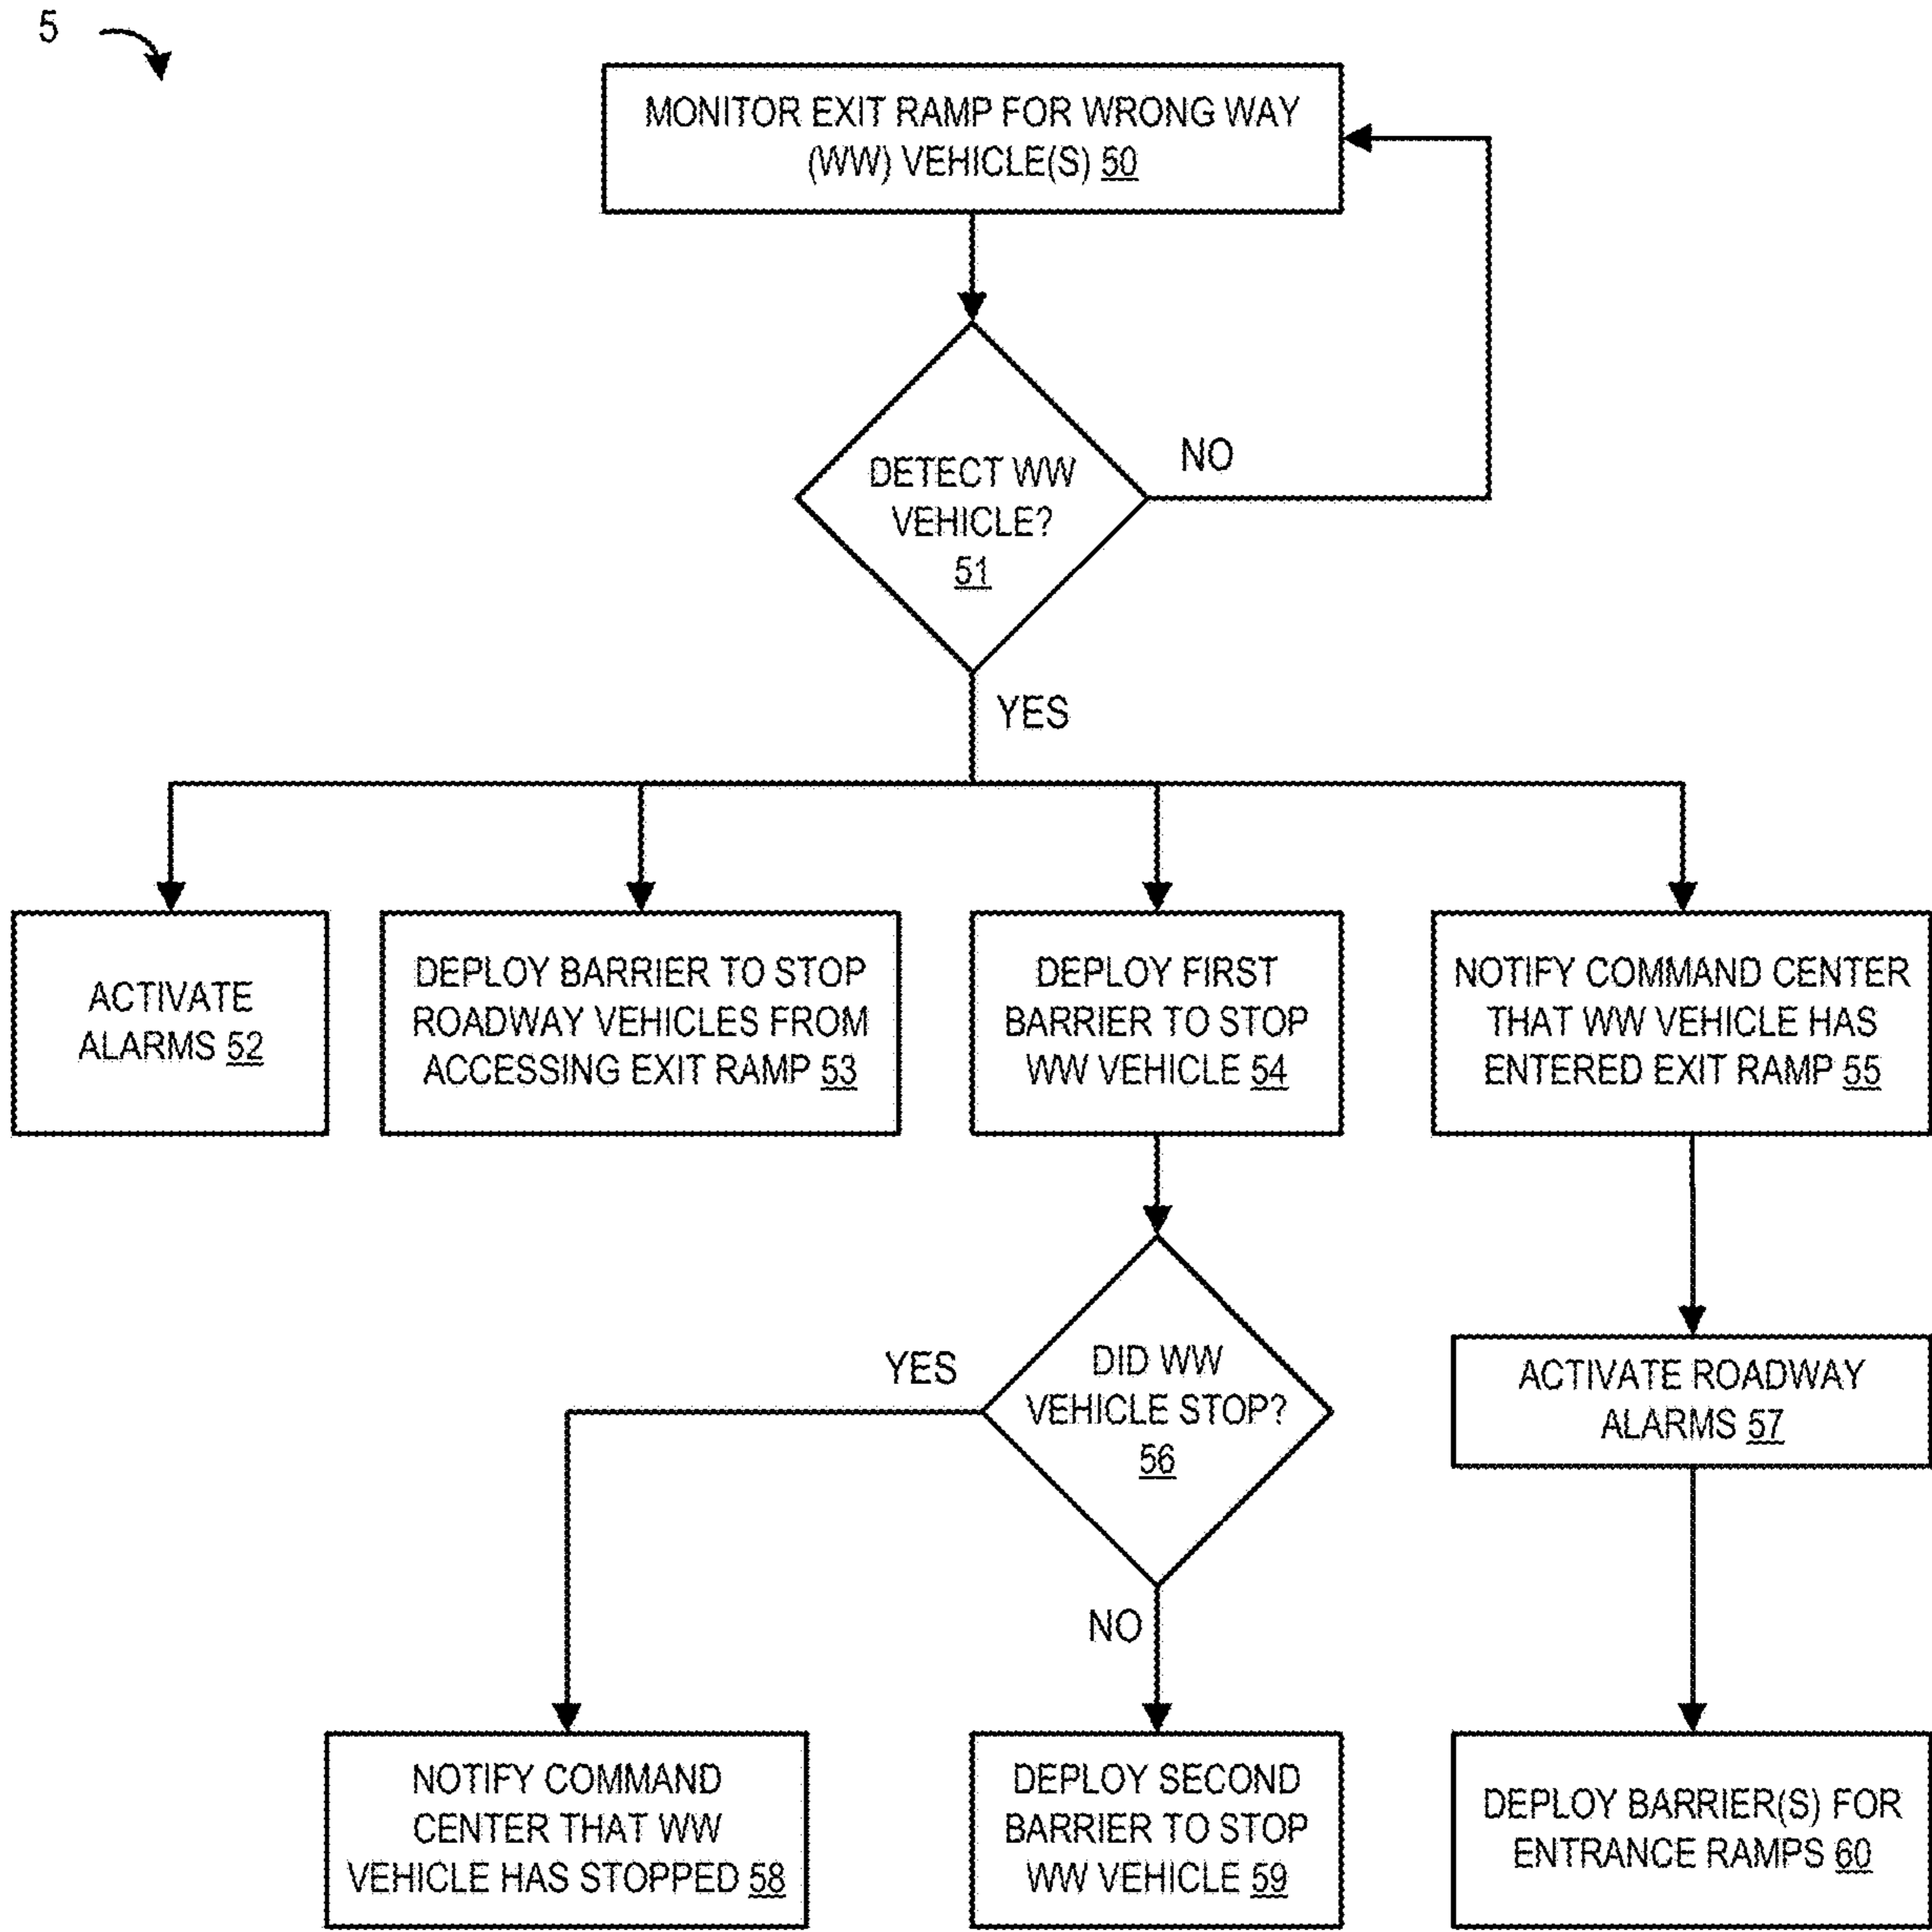 5
MONITOR EXIT RAMP FOR WRONG WAY
(WW) VEHICLE(S) 50
DETECT WW
VEHICLE?
51
NO
YES
ACTIVATE
ALARMS 52
DEPLOY BARRIER TO STOP
ROADWAY VEHICLES FROM
ACCESSING EXIT RAMP 53
DEPLOY FIRST
BARRIER TO STOP
WW VEHICLE 54
NOTIFY COMMAND CENTER
THAT WW VEHICLE HAS
ENTERED EXIT RAMP 55
DID WW
VEHICLE STOP?
56
YES
NO
ACTIVATE ROADWAY
ALARMS 57
NOTIFY COMMAND
CENTER THAT WW
VEHICLE HAS STOPPED 58
DEPLOY SECOND
BARRIER TO STOP
WW VEHICLE 59
DEPLOY BARRIER(S) FOR
ENTRANCE RAMPS 60